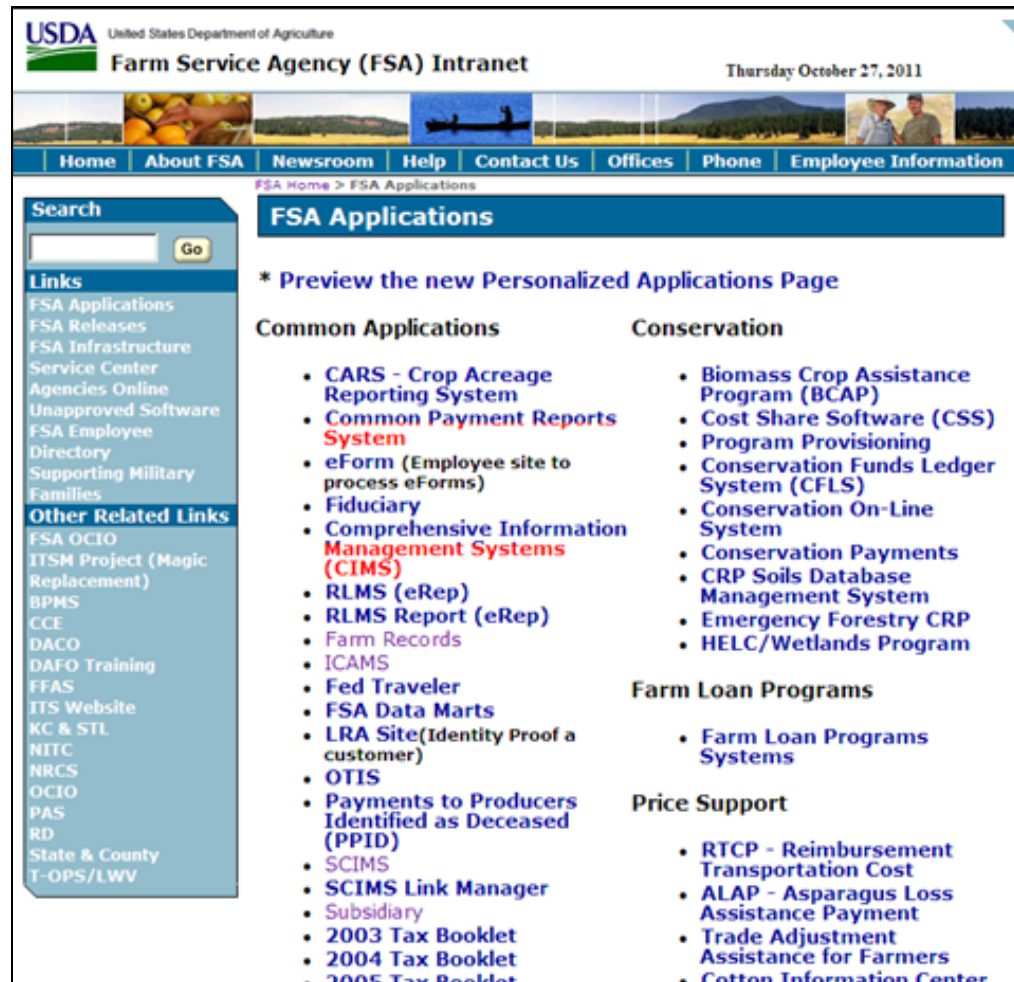 USDA United States Department of Agriculture
Farm Service Agency (FSA) Intranet
Thursday October 27, 2011
Home | About FSA | Newsroom | Help | Contact Us | Offices | Phone | Employee Information
FSA Home > FSA Applications
Search
Go
Links
FSA Applications
FSA Releases
FSA Infrastructure
Service Center
Agencies Online
Unapproved Software
FSA Employee
Directory
Supporting Military
Families
Other Related Links
FSA OCIO
ITSM Project (Magic
Replacement)
BPMS
CCE
DACO
DAFO Training
FFAS
ITS Website
KC & STL
NITC
NRCS
OCIO
PAS
RD
State & County
T-OPS/LWV
FSA Applications
* Preview the new Personalized Applications Page
Common Applications
• CARS - Crop Acreage
Reporting System
• Common Payment Reports
System
• eForm (Employee site to
process eForms)
• Fiduciary
• Comprehensive Information
Management Systems
(CIMS)
• RLMS (eRep)
• RLMS Report (eRep)
• Farm Records
• ICAMS
• Fed Traveler
• FSA Data Marts
• LRA Site(Identity Proof a
customer)
• OTIS
• Payments to Producers
Identified as Deceased
(PPID)
• SCIMS
• SCIMS Link Manager
• Subsidiary
• 2003 Tax Booklet
• 2004 Tax Booklet
• 2005 Tax Booklet
Conservation
• Biomass Crop Assistance
Program (BCAP)
• Cost Share Software (CSS)
• Program Provisioning
• Conservation Funds Ledger
System (CFLS)
• Conservation On-Line
System
• Conservation Payments
• CRP Soils Database
Management System
• Emergency Forestry CRP
• HELC/Wetlands Program
Farm Loan Programs
• Farm Loan Programs
Systems
Price Support
• RTCP - Reimbursement
Transportation Cost
• ALAP - Asparagus Loss
Assistance Payment
• Trade Adjustment
Assistance for Farmers
• Cotton Information Center